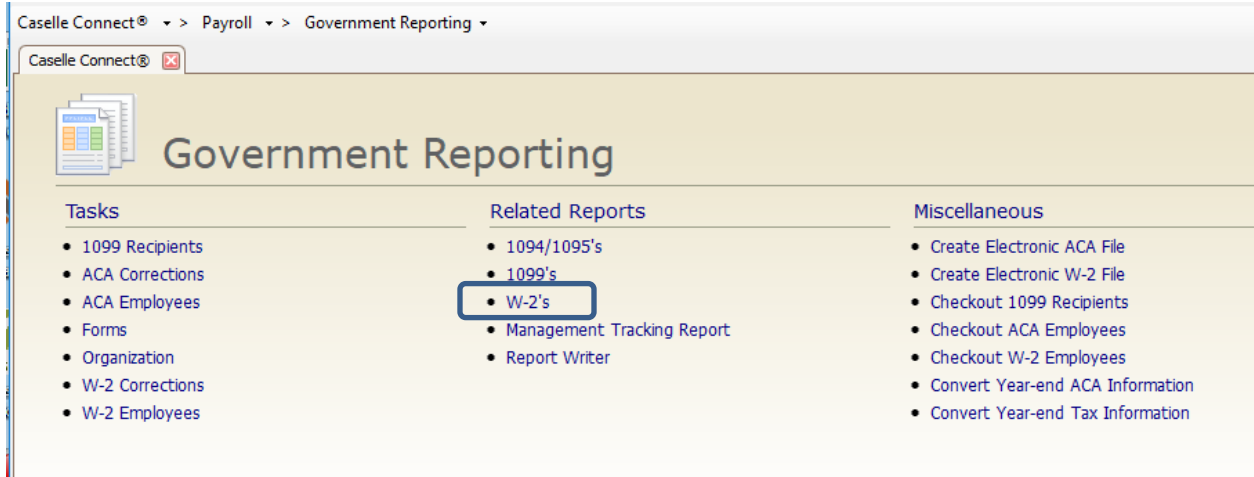 Caselle Connect® > Payroll > Government Reporting
Caselle Connect®
Government Reporting
Tasks
• 1099 Recipients
• ACA Corrections
• ACA Employees
• Forms
• Organization
• W-2 Corrections
• W-2 Employees
Related Reports
• 1094/1095's
• 1099's
• W-2's
• Management Tracking Report
• Report Writer
Miscellaneous
• Create Electronic ACA File
• Create Electronic W-2 File
• Checkout 1099 Recipients
• Checkout ACA Employees
• Checkout W-2 Employees
• Convert Year-end ACA Information
• Convert Year-end Tax Information